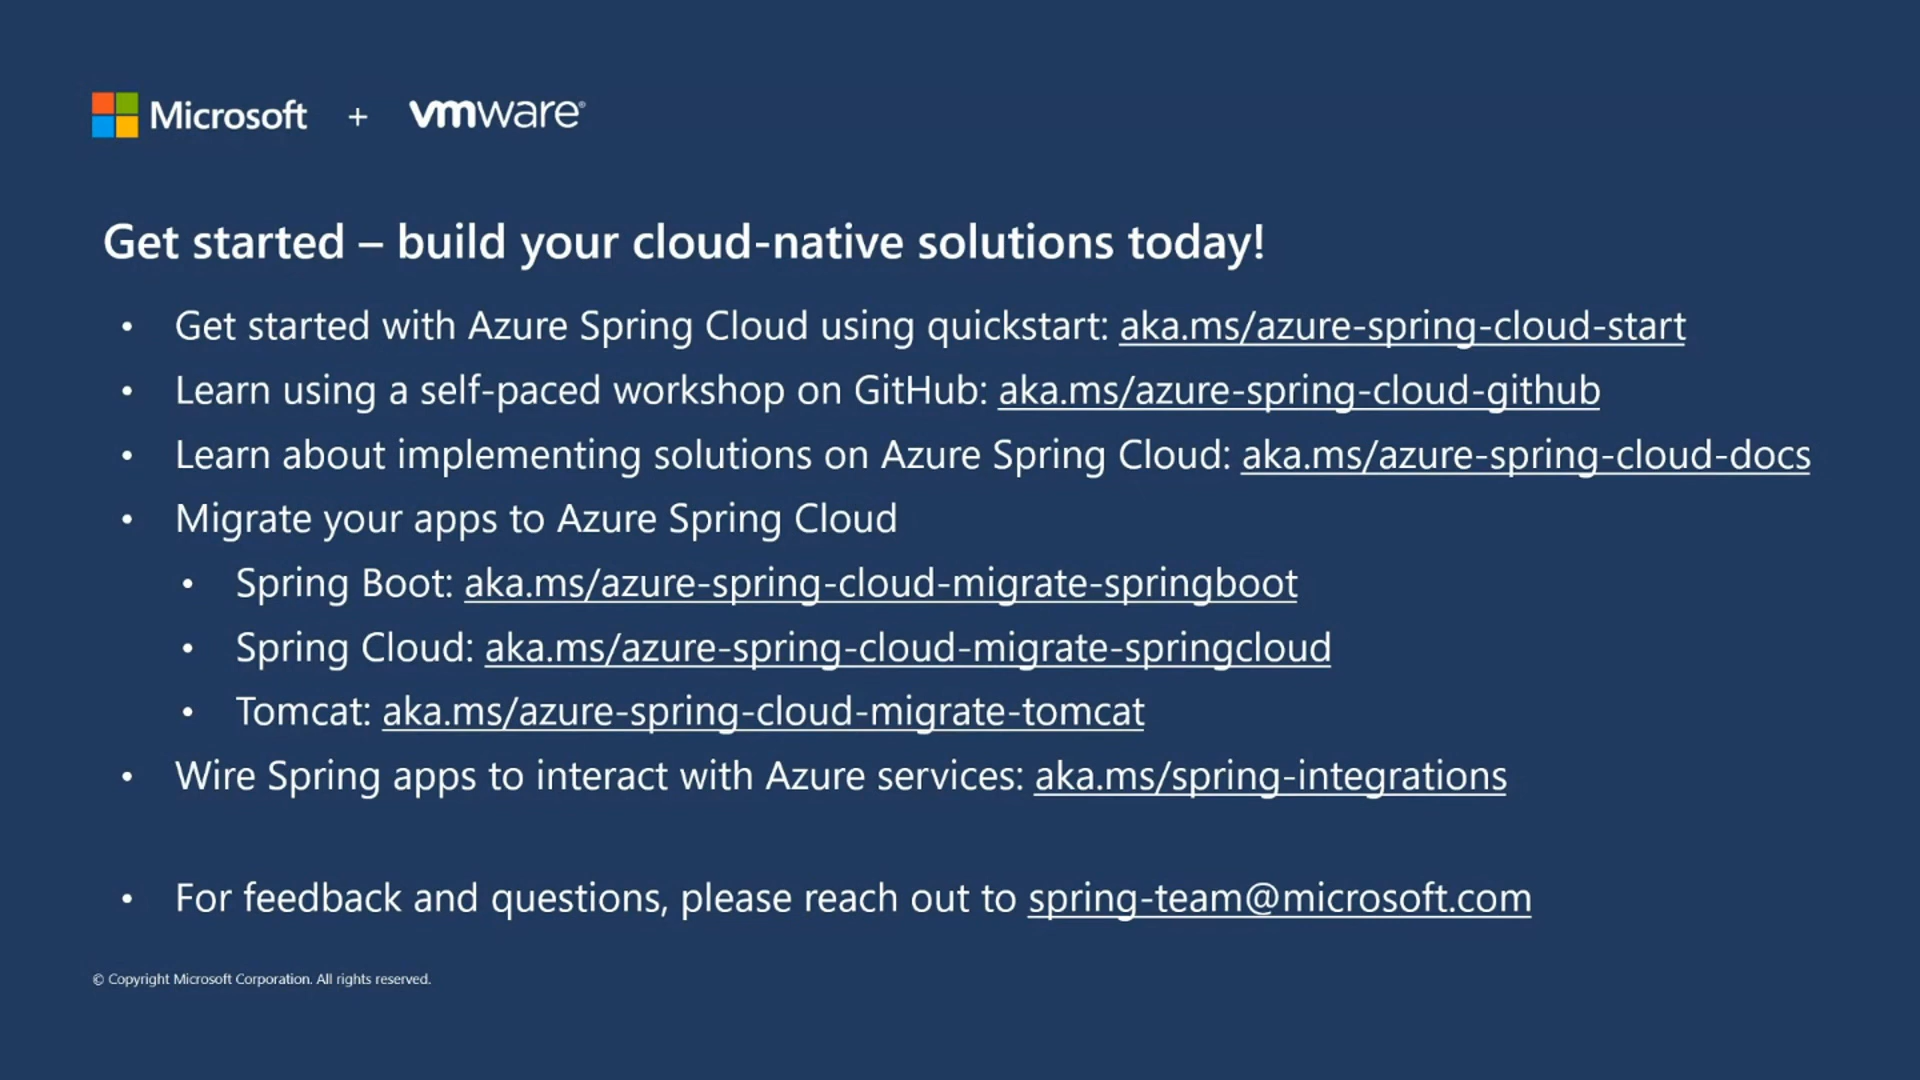 Microsoft + vmware®
Get started – build your cloud-native solutions today!
• Get started with Azure Spring Cloud using quickstart: aka.ms/azure-spring-cloud-start
• Learn using a self-paced workshop on GitHub: aka.ms/azure-spring-cloud-github
• Learn about implementing solutions on Azure Spring Cloud: aka.ms/azure-spring-cloud-docs
• Migrate your apps to Azure Spring Cloud
• Spring Boot: aka.ms/azure-spring-cloud-migrate-springboot
• Spring Cloud: aka.ms/azure-spring-cloud-migrate-springcloud
• Tomcat: aka.ms/azure-spring-cloud-migrate-tomcat
• Wire Spring apps to interact with Azure services: aka.ms/spring-integrations
• For feedback and questions, please reach out to spring-team@microsoft.com
© Copyright Microsoft Corporation. All rights reserved.